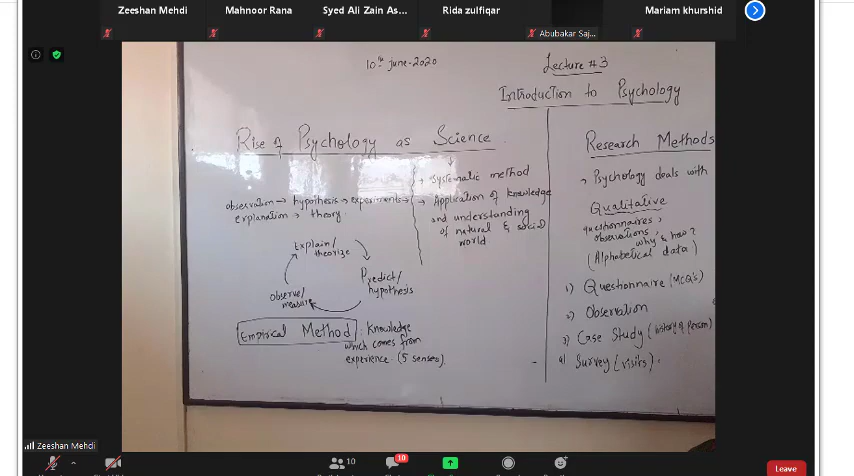 Zeeshan Mehdi
Mahnoor Rana
Syed Ali Zain As...
Rida zulfiqar
Abubakar Saj...
Mariam khurshid
10th June-2020
Lecture #3
Introduction to Psychology
Rise of Psychology as Science
→ Systematic method
observation → hypothesis → experiments →
explanation → theory.
→ Application of knowledge
and understanding
of natural & social
world
Explain/
theorize
Predict/
hypothesis
Observe/
measure
Empirical Method : Knowledge
which comes from
experience. (5 senses).
Research Methods
→ Psychology deals with
Qualitative
questionnaires,
observations,
why & how?
(Alphabetical data)
1) Questionnaire (MCQ's)
2) Observation
3) Case Study (history of person)
4) Survey (visits).
Zeeshan Mehdi
10
10
Leave